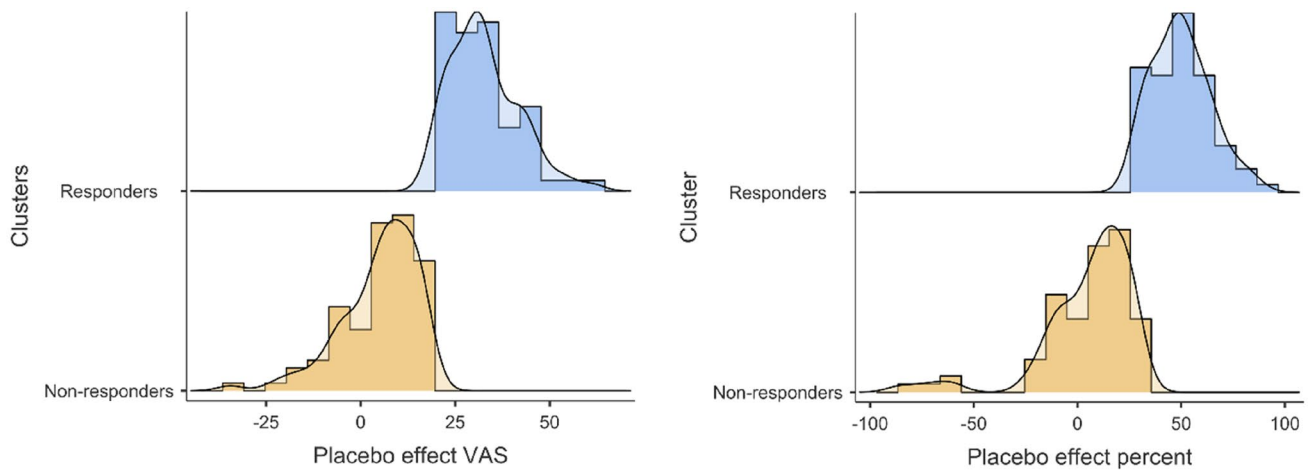 Clusters
Responders
Non-responders
-25
0
25
50
Placebo effect VAS
Cluster
Responders
Non-responders
-100
-50
0
50
100
Placebo effect percent